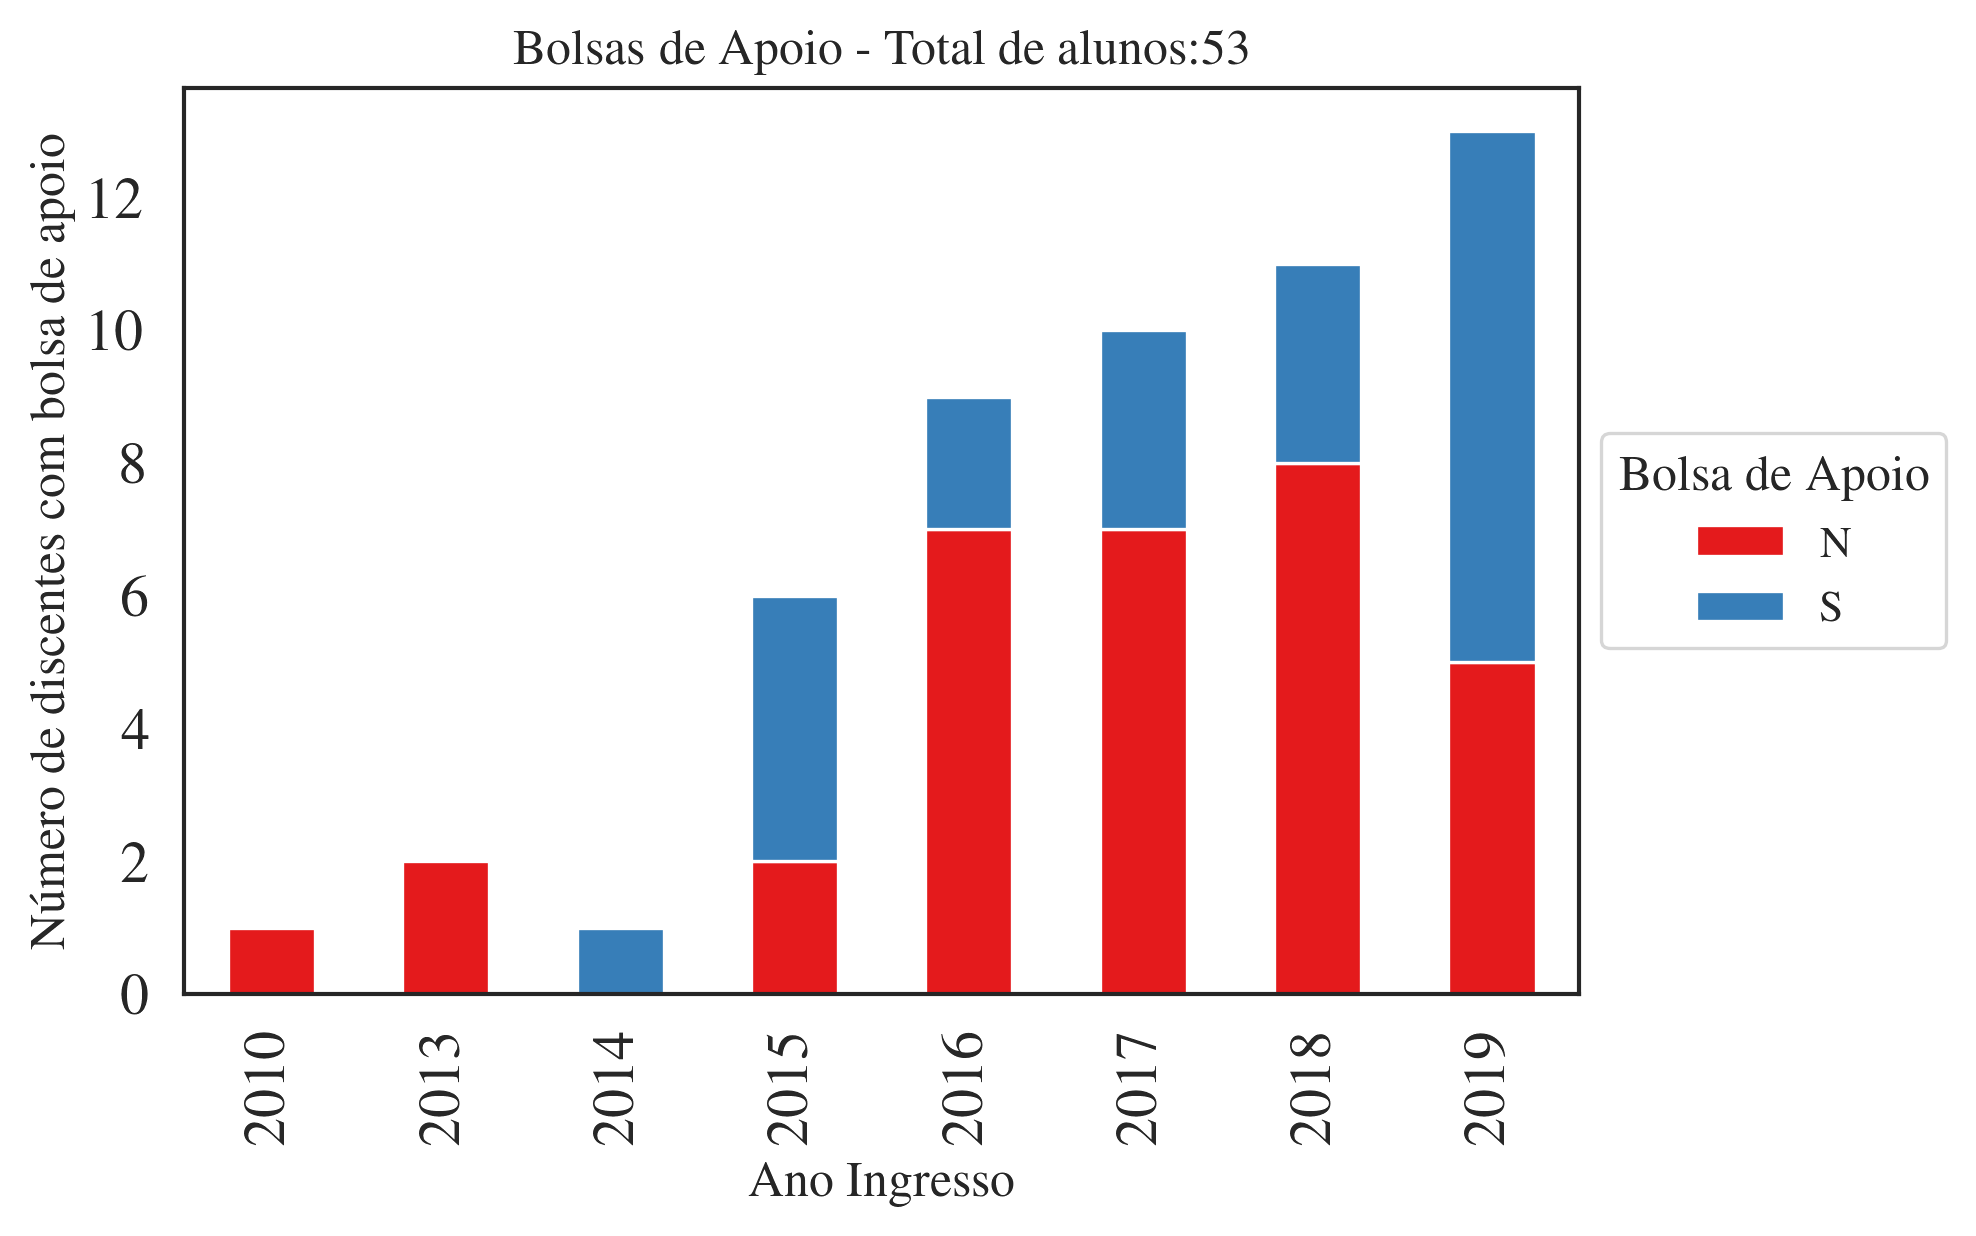 Bolsas de Apoio - Total de alunos:53
Número de discentes com bolsa de apoio
12
10
8
6
4
2
0
2010
2013
2014
2015
2016
2017
2018
2019
Ano Ingresso
Bolsa de Apoio
N
S